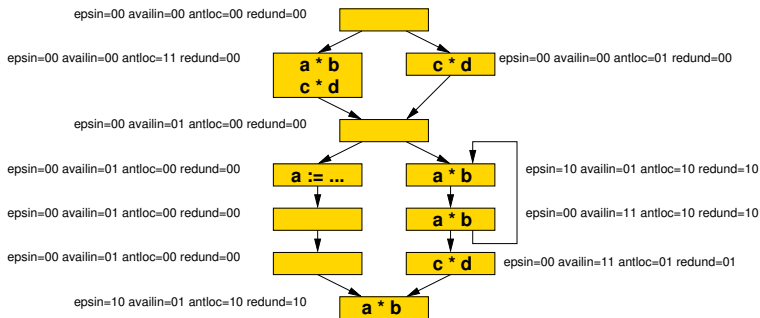 epsin=00 availin=00 antloc=00 redund=00
epsin=00 availin=00 antloc=11 redund=00
a * b
c * d
c * d
epsin=00 availin=00 antloc=01 redund=00
epsin=00 availin=01 antloc=00 redund=00
epsin=00 availin=01 antloc=00 redund=00
a := ...
a * b
epsin=10 availin=01 antloc=10 redund=10
epsin=00 availin=01 antloc=00 redund=00
a * b
epsin=00 availin=11 antloc=10 redund=10
epsin=00 availin=01 antloc=00 redund=00
c * d
epsin=00 availin=11 antloc=01 redund=01
epsin=10 availin=01 antloc=10 redund=10
a * b